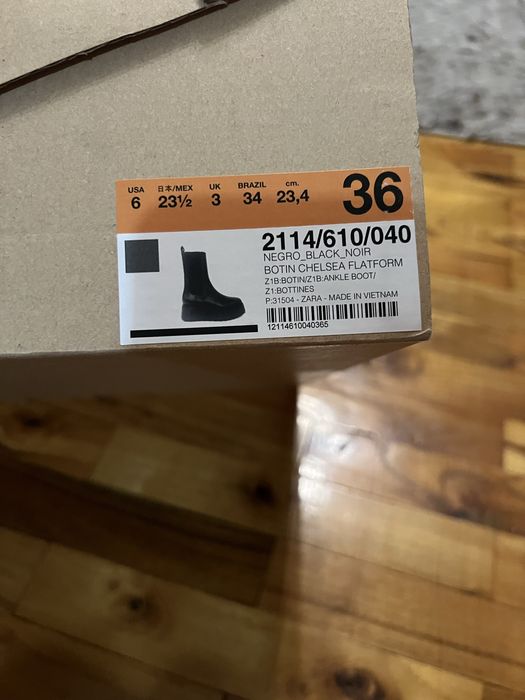 USA 日本/MEX UK BRAZIL cm.
6 23½ 3 34 23,4 36
2114/610/040
NEGRO_BLACK_NOIR
BOTIN CHELSEA FLATFORM
Z1B:BOTIN/Z1B:ANKLE BOOT/
Z1:BOTTINES
P:31504 - ZARA - MADE IN VIETNAM
12114610040365